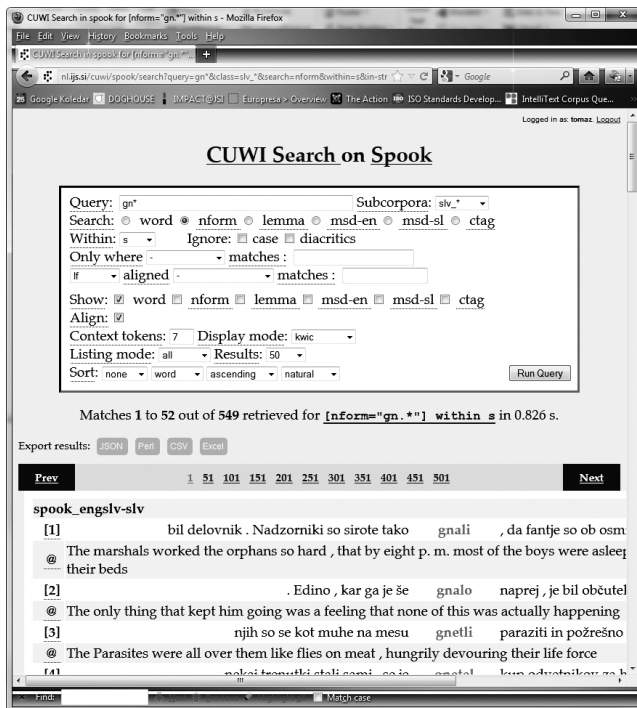 CUWI Search in spook for [nform="gn.*"] within s - Mozilla Firefox
File Edit View History Bookmarks Tools Help
CUWI Search in spook for [nform="gn.*"... +
nl.ijs.si/cuwi/spook/search?query=gn*&class=slv_*&search=nform&within=s&in-str Google
Google Koledar DOGHOUSE IMPACT@JSI Europresa > Overview The Action ISO Standards Develop... IntelliText Corpus Que...
Logged in as: tomaz. Logout
CUWI Search on Spook
Query: gn* Subcorpora: slv_*
Search: word nform lemma msd-en msd-sl ctag
Within: s Ignore: case diacritics
Only where - matches :
If aligned - matches :
Show: word nform lemma msd-en msd-sl ctag
Align:
Context tokens: 7 Display mode: kwic
Listing mode: all Results: 50
Sort: none word ascending natural Run Query
Matches 1 to 52 out of 549 retrieved for [nform="gn.*"] within s in 0.826 s.
Export results: JSON Perl CSV Excel
Prev 1 51 101 151 201 251 301 351 401 451 501 Next
spook_engslv-slv
[1] bil delovnik . Nadzorniki so sirote tako gnali , da fantje so ob osm
@ The marshals worked the orphans so hard , that by eight p. m. most of the boys were asleep
their beds
[2] . Edino , kar ga je še gnalo naprej , je bil občutel
@ The only thing that kept him going was a feeling that none of this was actually happening
[3] njih so se kot muhe na mesu gnetli paraziti in požrešno
@ The Parasites were all over them like flies on meat , hungrily devouring their life force
[4] nekaj trenutki stali sami , se je gnetel kup odvetnikov za
Find: Match case